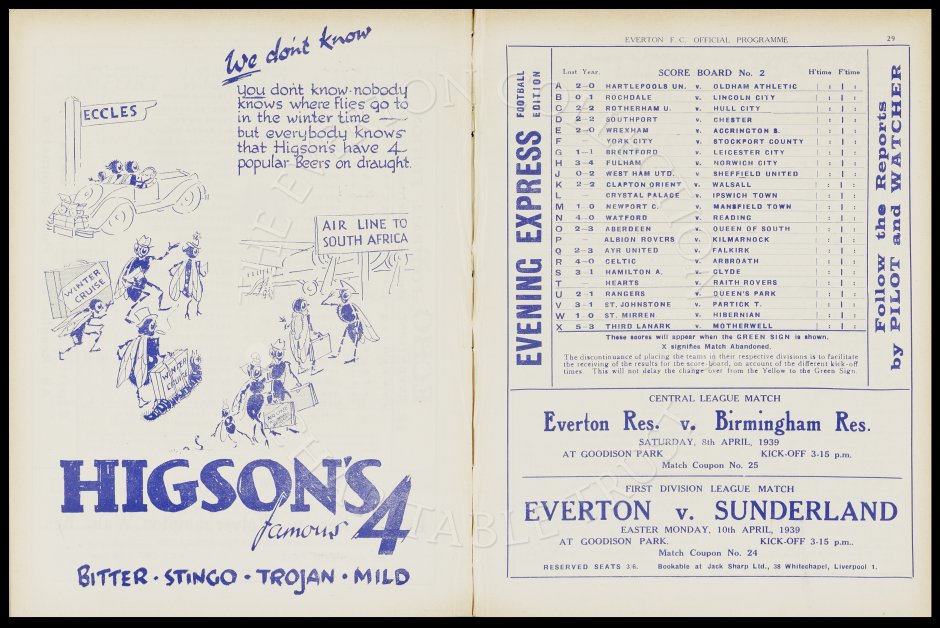 We don't know
You dont know-nobody
knows where flies go to
in the winter time —
but everybody knows
that Higson's have 4
popular Beers on draught.
ECCLES
AIR LINE TO
SOUTH AFRICA
WINTER
CRUISE
WINTER
CRUISE
HIGSON'S
famous 4
BITTER · STINGO · TROJAN · MILD
EVERTON F.C. OFFICIAL PROGRAMME 29
EVENING EXPRESS FOOTBALL EDITION
Last Year. SCORE BOARD No. 2 H'time F'time
A 2—0 HARTLEPOOLS UN. v. OLDHAM ATHLETIC
B 0 1 ROCHDALE v. LINCOLN CITY
C 2—2 ROTHERHAM U. v. HULL CITY
D 2—2 SOUTHPORT v. CHESTER
E 2—0 WREXHAM v. ACCRINGTON S.
F YORK CITY v. STOCKPORT COUNTY
G 1—1 BRENTFORD v. LEICESTER CITY
H 3—4 FULHAM v. NORWICH CITY
J 0—2 WEST HAM UTD. v. SHEFFIELD UNITED
K 2—2 CLAPTON ORIENT v. WALSALL
L CRYSTAL PALACE v. IPSWICH TOWN
M 1 0 NEWPORT C. v. MANSFIELD TOWN
N 4—0 WATFORD v. READING
O 2—3 ABERDEEN v. QUEEN OF SOUTH
P ALBION ROVERS v. KILMARNOCK
Q 2—3 AYR UNITED v. FALKIRK
R 4—0 CELTIC v. ARBROATH
S 3—1 HAMILTON A. v. CLYDE
T — HEARTS v. RAITH ROVERS
U 2—1 RANGERS v. QUEEN'S PARK
V 3—1 ST. JOHNSTONE v. PARTICK T.
W 1 0 ST. MIRREN v. HIBERNIAN
X 5—3 THIRD LANARK v. MOTHERWELL
These scores will appear when the GREEN SIGN is shown.
X signifies Match Abandoned.
The discontinuance of placing the teams in their respective divisions is to facilitate
the receiving of the results for the score-board, on account of the different kick-off
times. This will not delay the change over from the Yellow to the Green Sign.
Follow the Reports
by PILOT and WATCHER
CENTRAL LEAGUE MATCH
Everton Res. v. Birmingham Res.
SATURDAY, 8th APRIL, 1939
AT GOODISON PARK KICK-OFF 3-15 p.m.
Match Coupon No. 25
FIRST DIVISION LEAGUE MATCH
EVERTON v. SUNDERLAND
EASTER MONDAY, 10th APRIL, 1939
AT GOODISON PARK. KICK-OFF 3-15 p.m..
Match Coupon No. 24
RESERVED SEATS 3/6. Bookable at Jack Sharp Ltd., 38 Whitechapel, Liverpool 1.